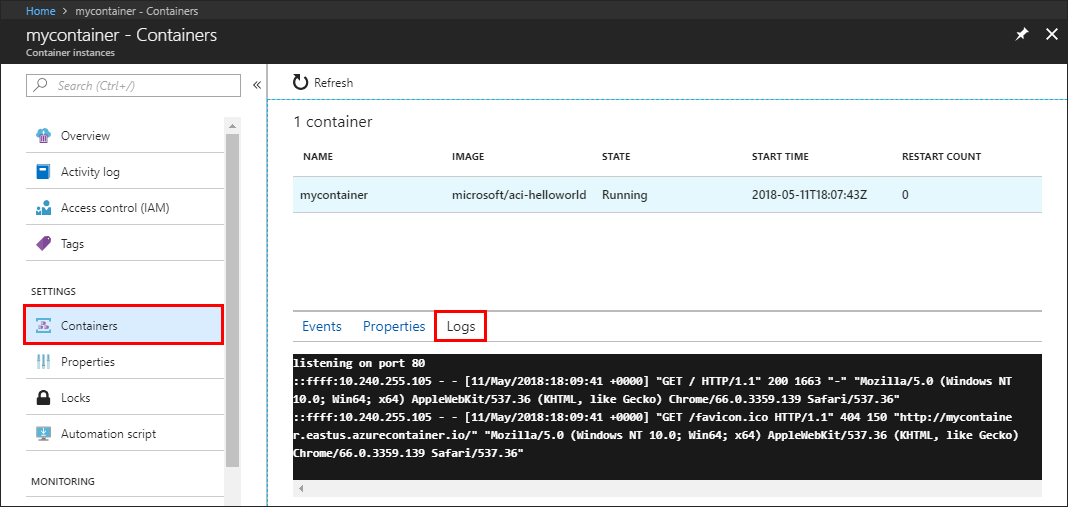 Home > mycontainer - Containers
mycontainer - Containers
Container instances
Search (Ctrl+/)
«
Overview
Activity log
Access control (IAM)
Tags
SETTINGS
Containers
Properties
Locks
Automation script
MONITORING
Refresh
1 container
NAME IMAGE STATE START TIME RESTART COUNT
mycontainer microsoft/aci-helloworld Running 2018-05-11T18:07:43Z 0
Events Properties Logs
listening on port 80
::ffff:10.240.255.105 - - [11/May/2018:18:09:41 +0000] "GET / HTTP/1.1" 200 1663 "-" "Mozilla/5.0 (Windows NT
10.0; Win64; x64) AppleWebKit/537.36 (KHTML, like Gecko) Chrome/66.0.3359.139 Safari/537.36"
::ffff:10.240.255.105 - - [11/May/2018:18:09:41 +0000] "GET /favicon.ico HTTP/1.1" 404 150 "http://mycontaine
r.eastus.azurecontainer.io/" "Mozilla/5.0 (Windows NT 10.0; Win64; x64) AppleWebKit/537.36 (KHTML, like Gecko)
Chrome/66.0.3359.139 Safari/537.36"